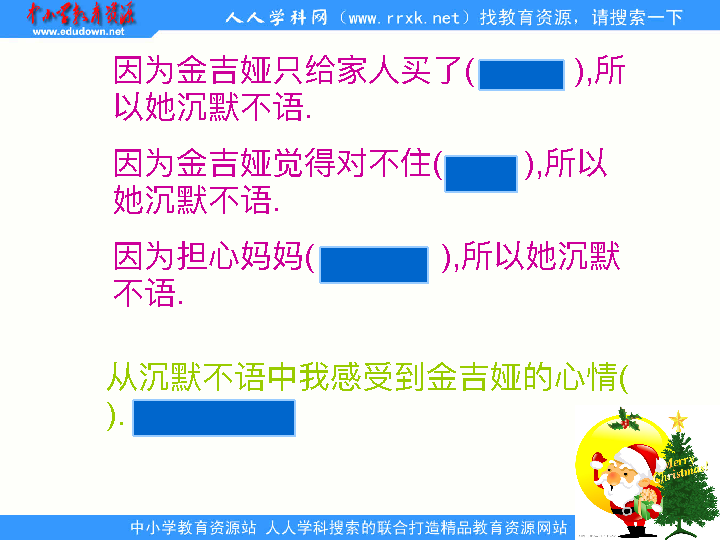 中小学教育资源
www.edudown.net
人人学科网（www.rrxk.net）找教育资源，请搜索一下
因为金吉娅只给家人买了( ),所
以她沉默不语.
因为金吉娅觉得对不住( ),所以
她沉默不语.
因为担心妈妈( ),所以她沉默
不语.
从沉默不语中我感受到金吉娅的心情(
).
Merry
Christmas!
中小学教育资源站 人人学科搜索的联合打造精品教育资源网站